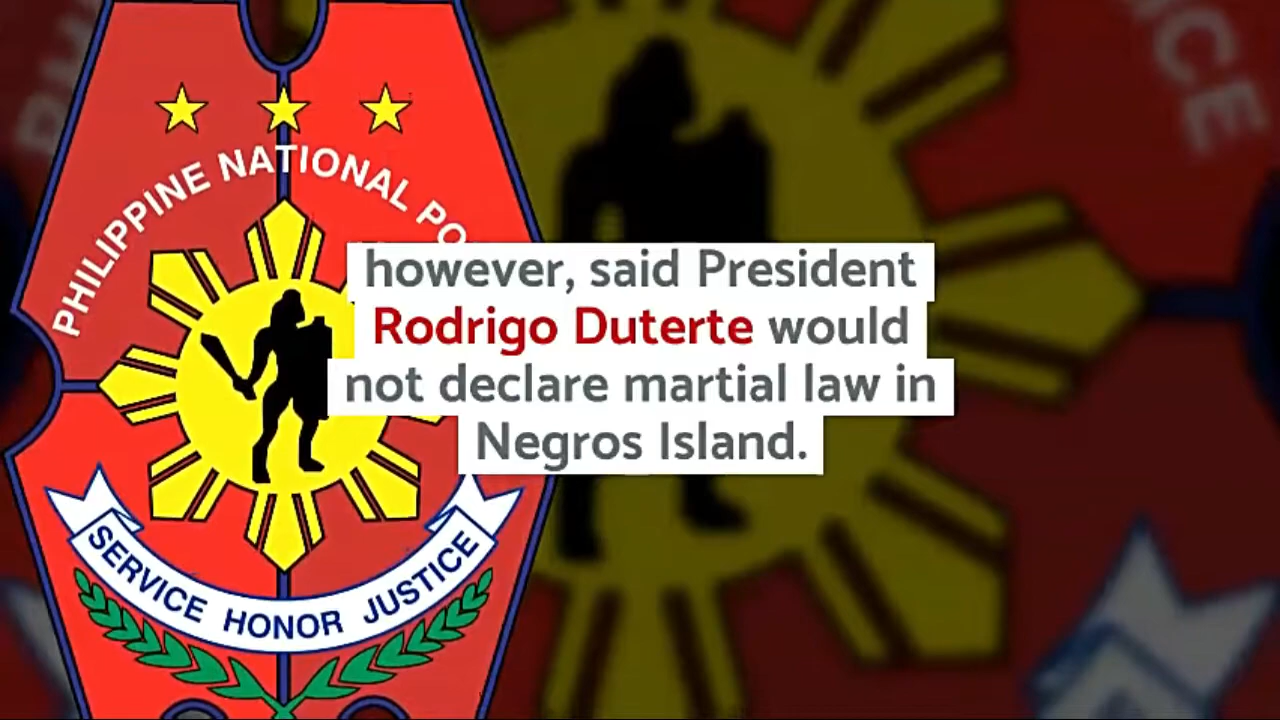 PHILIPPINE NATIONAL PO
however, said President
Rodrigo Duterte would
not declare martial law in
Negros Island.
SERVICE HONOR JUSTICE
ICE